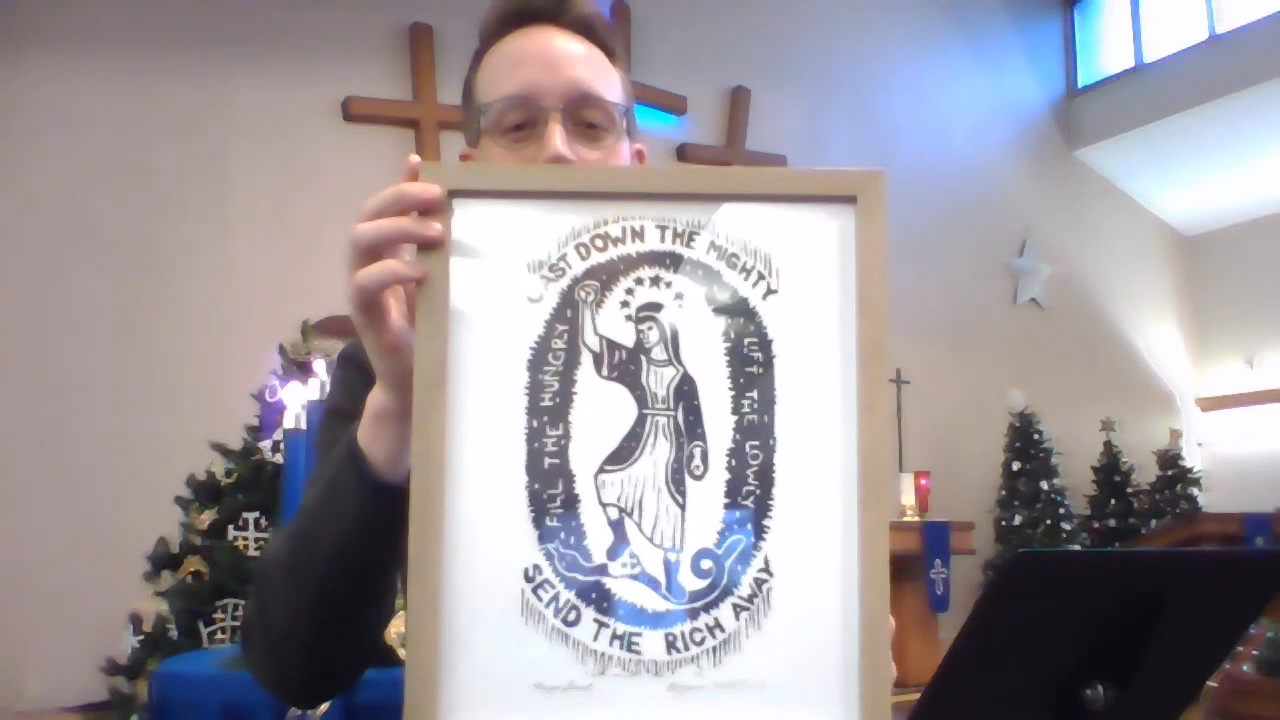 CAST DOWN THE MIGHTY
FILL THE HUNGRY
LIFT THE LOWLY
SEND THE RICH AWAY